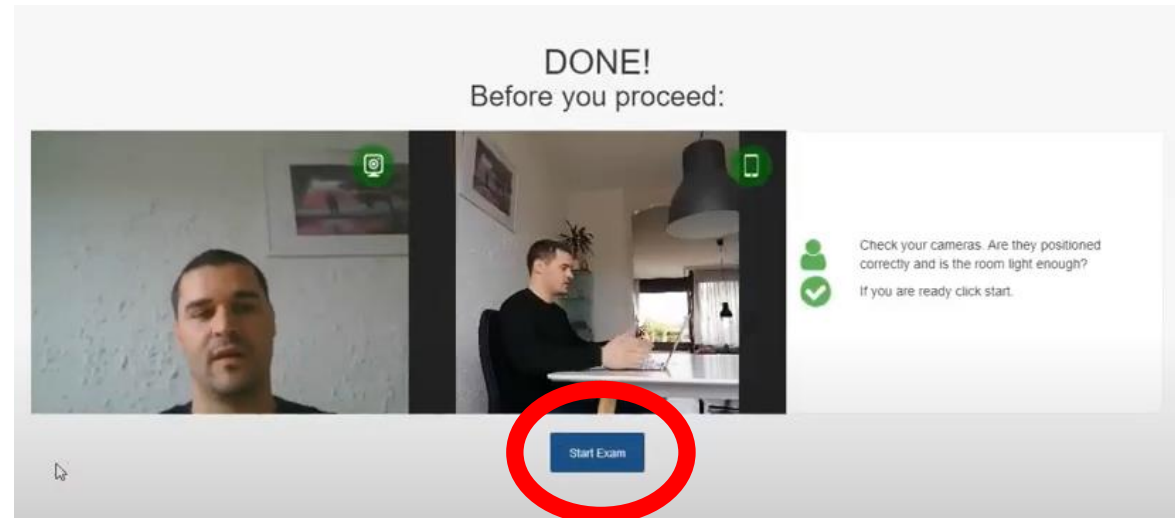 DONE!
Before you proceed:
Check your cameras. Are they positioned
correctly and is the room light enough?
If you are ready click start.
Start Exam